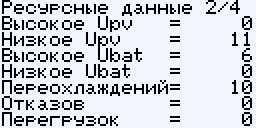 Ресурсные данные 2/4
Высокое Upv = 0
Низкое Upv = 11
Высокое Ubat = 6
Низкое Ubat = 0
Переохлаждений= 10
Отказов = 0
Перегрузок = 0